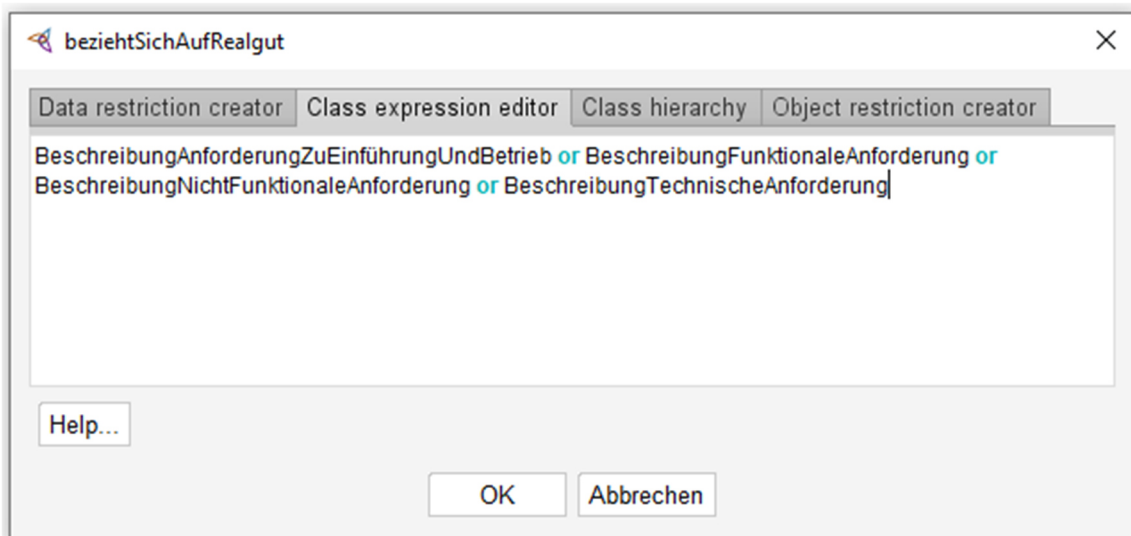 beziehtSichAufRealgut
Data restriction creator Class expression editor Class hierarchy Object restriction creator
BeschreibungAnforderungZuEinführungUndBetrieb or BeschreibungFunktionaleAnforderung or
BeschreibungNichtFunktionaleAnforderung or BeschreibungTechnischeAnforderung
Help...
OK Abbrechen